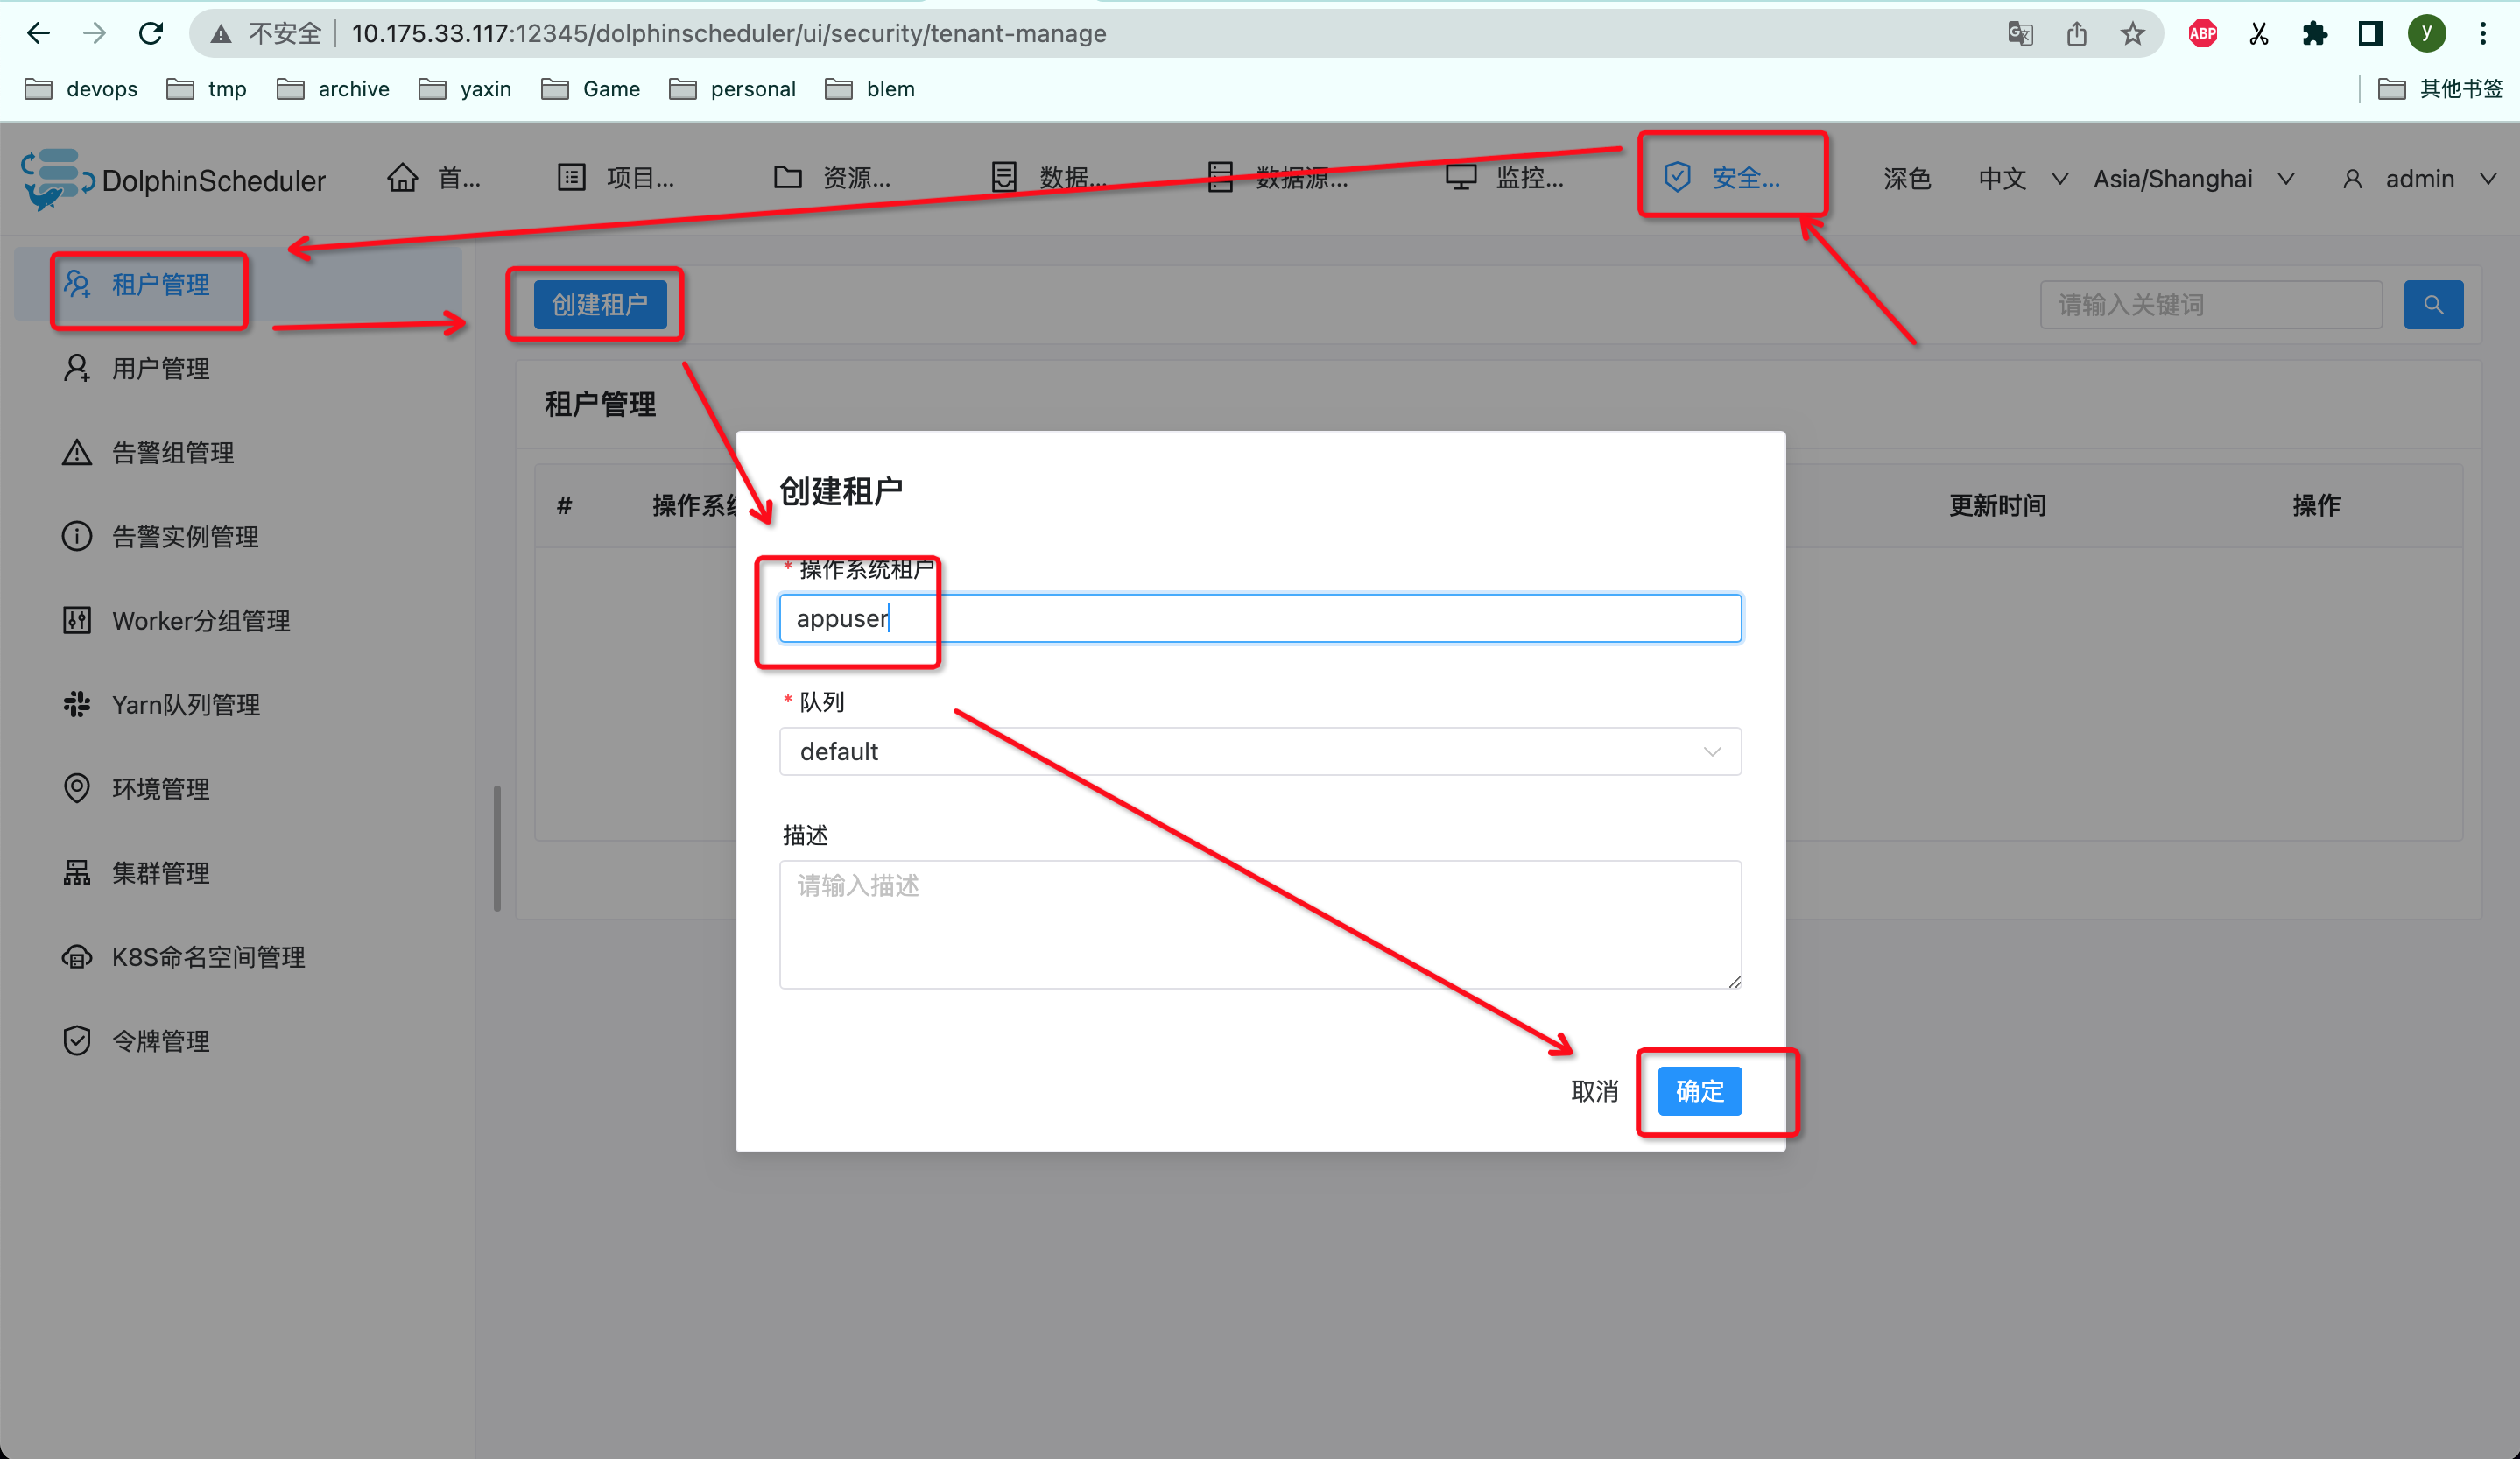 不安全 10.175.33.117:12345/dolphinscheduler/ui/security/tenant-manage ABP y
devops tmp archive yaxin Game personal blem 其他书签
DolphinScheduler 首... 项目... 资源... 数据... 数据源... 监控... 安全... 深色 中文 Asia/Shanghai admin
租户管理
用户管理
告警组管理
告警实例管理
Worker分组管理
Yarn队列管理
环境管理
集群管理
K8S命名空间管理
令牌管理
创建租户 请输入关键词
租户管理
# 操作系 更新时间 操作
创建租户
* 操作系统租户
appuser
* 队列
default
描述
请输入描述
取消 确定